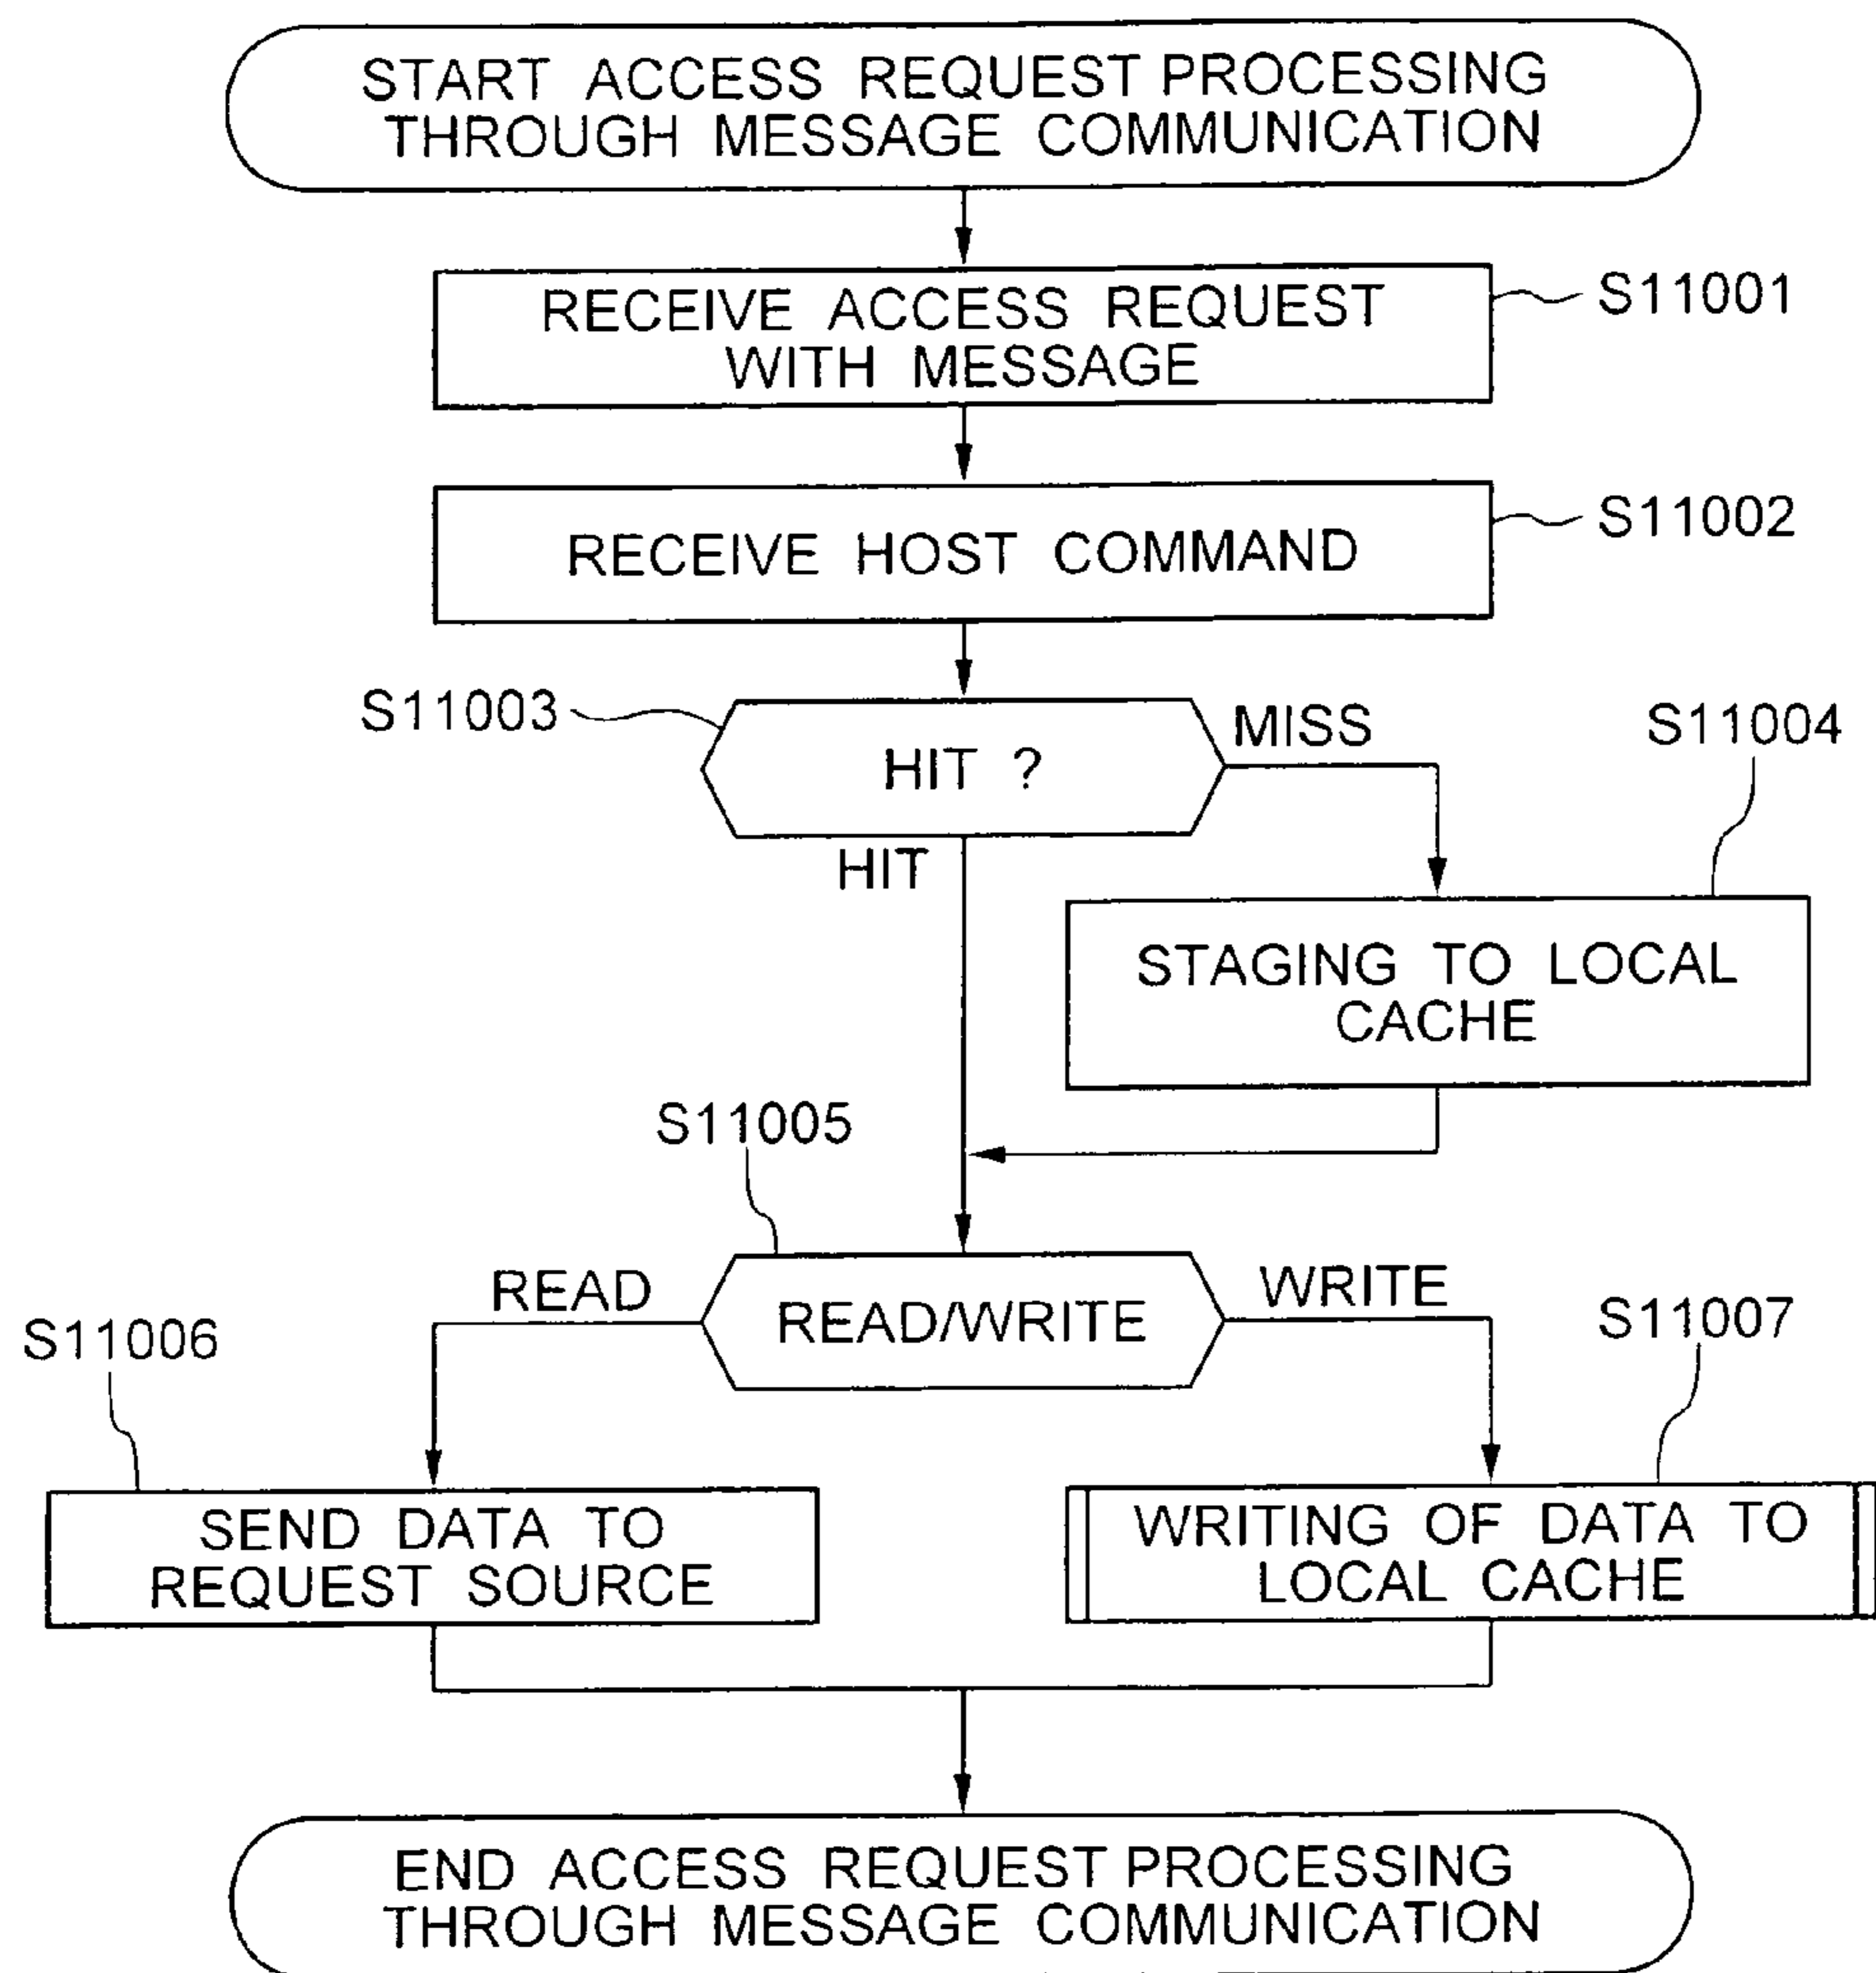 START ACCESS REQUEST PROCESSING
THROUGH MESSAGE COMMUNICATION
RECEIVE ACCESS REQUEST
WITH MESSAGE
S11001
RECEIVE HOST COMMAND
S11002
S11003
HIT ?
MISS
S11004
HIT
STAGING TO LOCAL
CACHE
S11005
READ
READ/WRITE
WRITE
S11006
S11007
SEND DATA TO
REQUEST SOURCE
WRITING OF DATA TO
LOCAL CACHE
END ACCESS REQUEST PROCESSING
THROUGH MESSAGE COMMUNICATION